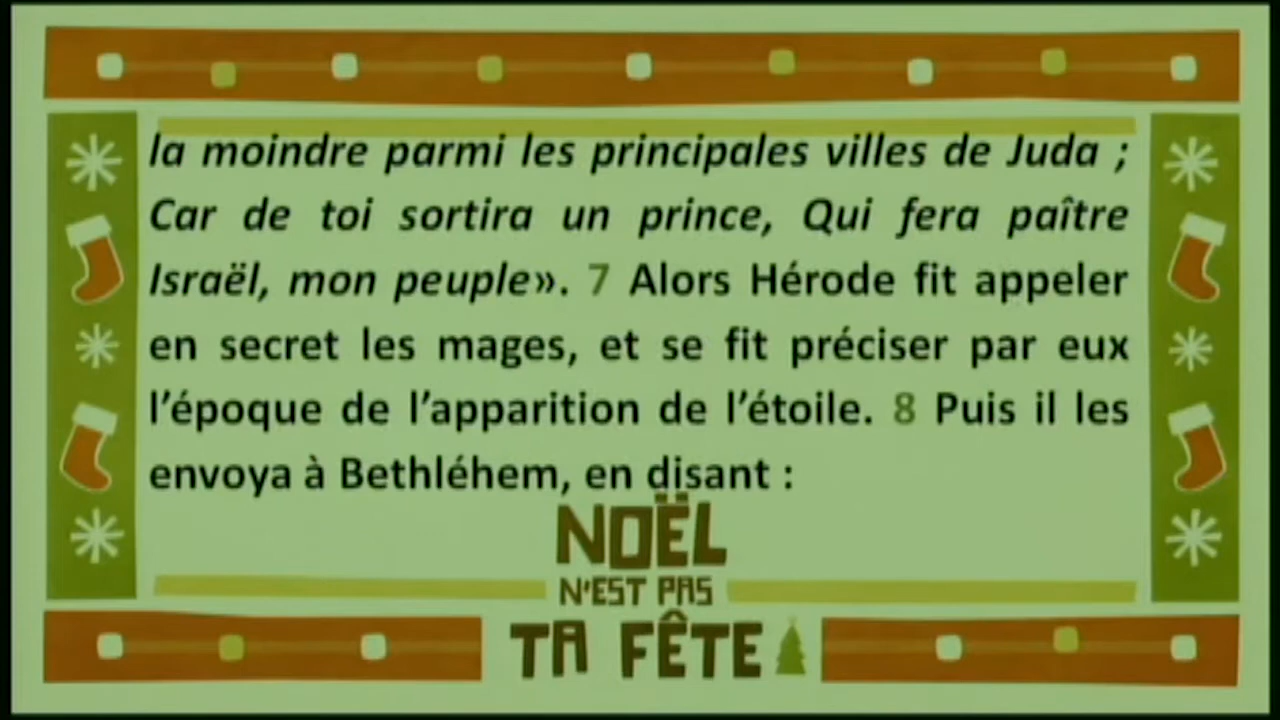 la moindre parmi les principales villes de Juda ;
Car de toi sortira un prince, Qui fera paître
Israël, mon peuple». 7 Alors Hérode fit appeler
en secret les mages, et se fit préciser par eux
l’époque de l’apparition de l’étoile. 8 Puis il les
envoya à Bethléhem, en disant :
NOËL
N'EST PAS
TA FÊTE